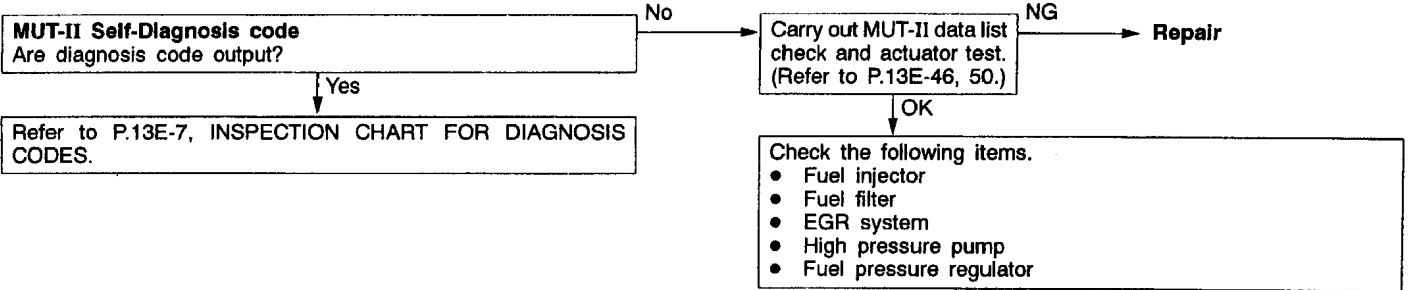 MUT-II Self-Diagnosis code
Are diagnosis code output?
No
Yes
Refer to P.13E-7, INSPECTION CHART FOR DIAGNOSIS
CODES.
Carry out MUT-II data list
check and actuator test.
(Refer to P.13E-46, 50.)
NG
Repair
OK
Check the following items.
● Fuel injector
● Fuel filter
● EGR system
● High pressure pump
● Fuel pressure regulator